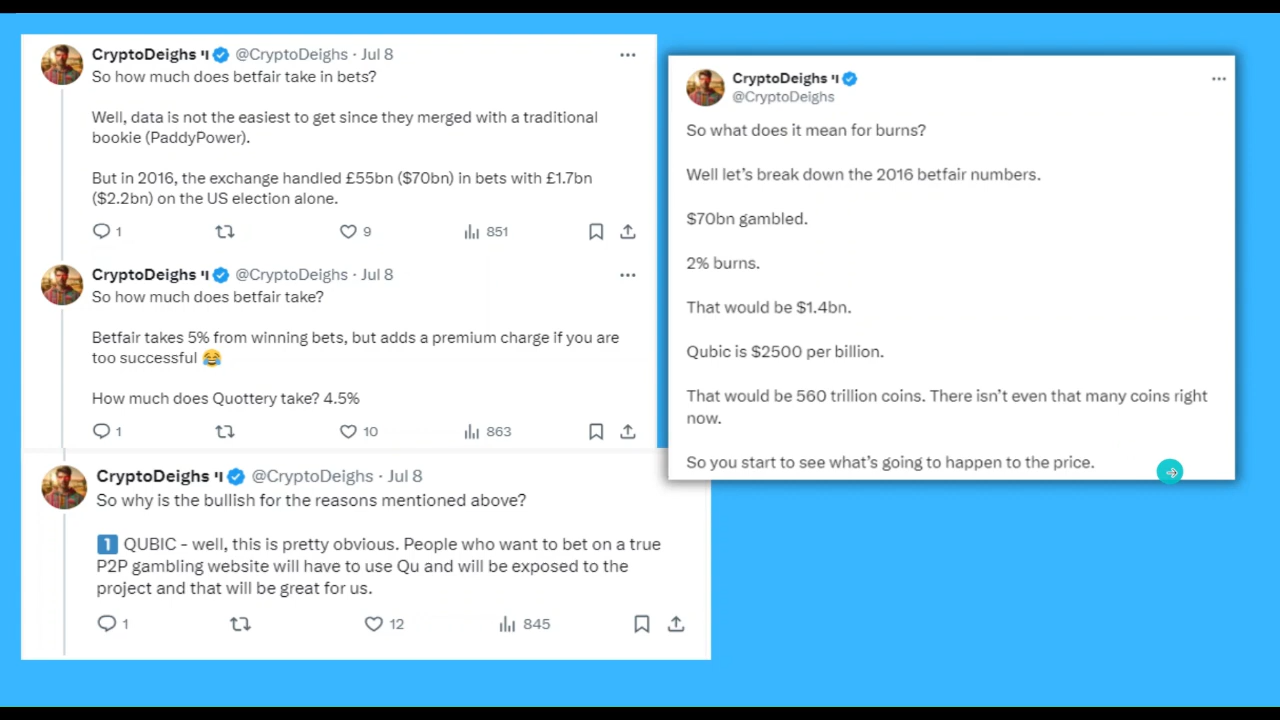 CryptoDeighs @CryptoDeighs · Jul 8
So how much does betfair take in bets?
Well, data is not the easiest to get since they merged with a traditional
bookie (PaddyPower).
But in 2016, the exchange handled £55bn ($70bn) in bets with £1.7bn
($2.2bn) on the US election alone.
1 9 851
CryptoDeighs @CryptoDeighs · Jul 8
So how much does betfair take?
Betfair takes 5% from winning bets, but adds a premium charge if you are
too successful 😂
How much does Quottery take? 4.5%
1 10 863
CryptoDeighs @CryptoDeighs · Jul 8
So why is the bullish for the reasons mentioned above?
1️⃣ QUBIC - well, this is pretty obvious. People who want to bet on a true
P2P gambling website will have to use Qu and will be exposed to the
project and that will be great for us.
1 12 845
CryptoDeighs
@CryptoDeighs
So what does it mean for burns?
Well let's break down the 2016 betfair numbers.
$70bn gambled.
2% burns.
That would be $1.4bn.
Qubic is $2500 per billion.
That would be 560 trillion coins. There isn't even that many coins right
now.
So you start to see what's going to happen to the price.